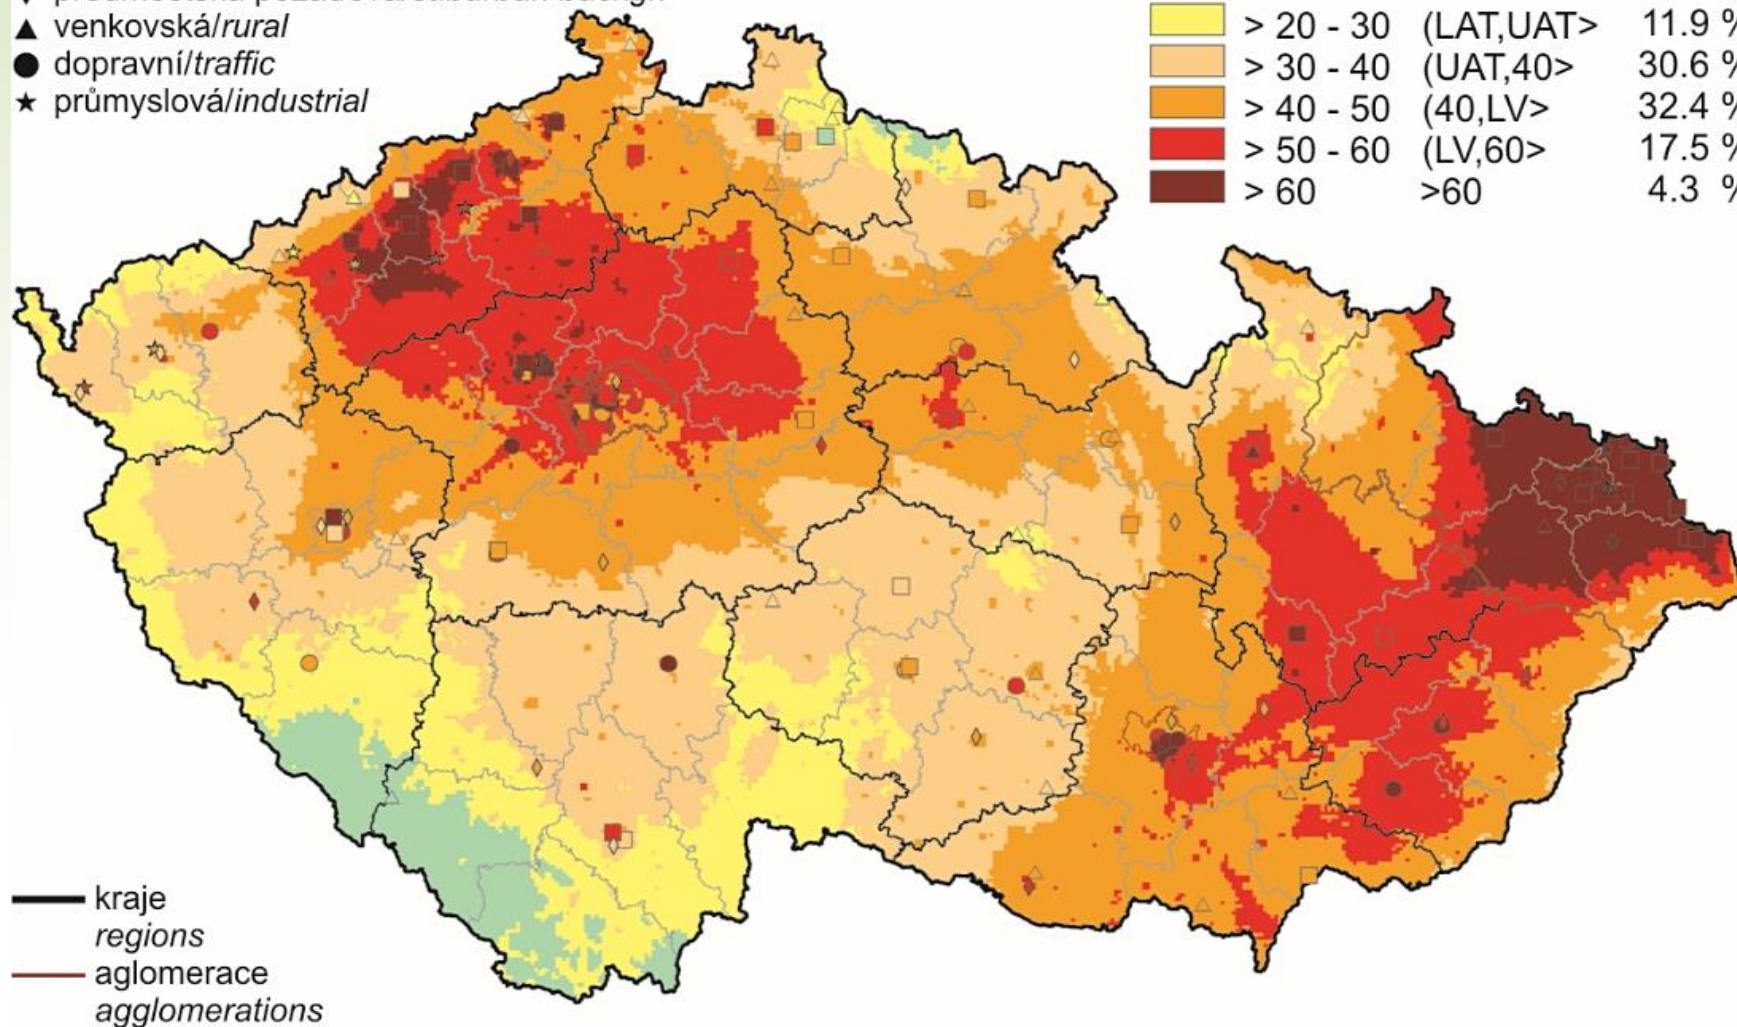 venkovská/rural
dopravní/traffic
průmyslová/industrial
> 20 - 30 (LAT,UAT> 11.9 %
> 30 - 40 (UAT,40> 30.6 %
> 40 - 50 (40,LV> 32.4 %
> 50 - 60 (LV,60> 17.5 %
> 60 >60 4.3 %
kraje
regions
aglomerace
agglomerations